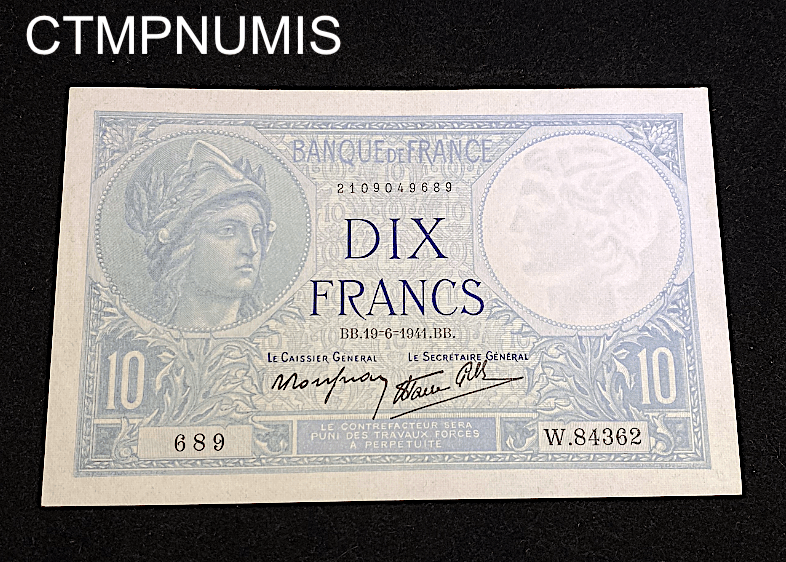 CTMPNUMIS
BANQUE DE FRANCE
2109049689
DIX
FRANCS
BB.19=6=1941.BB.
LE CAISSIER GÉNÉRAL LE SECRÉTAIRE GÉNÉRAL
10 10
LE CONTREFACTEUR SERA
PUNI DES TRAVAUX FORCÉS
À PERPÉTUITÉ
689 W.84362